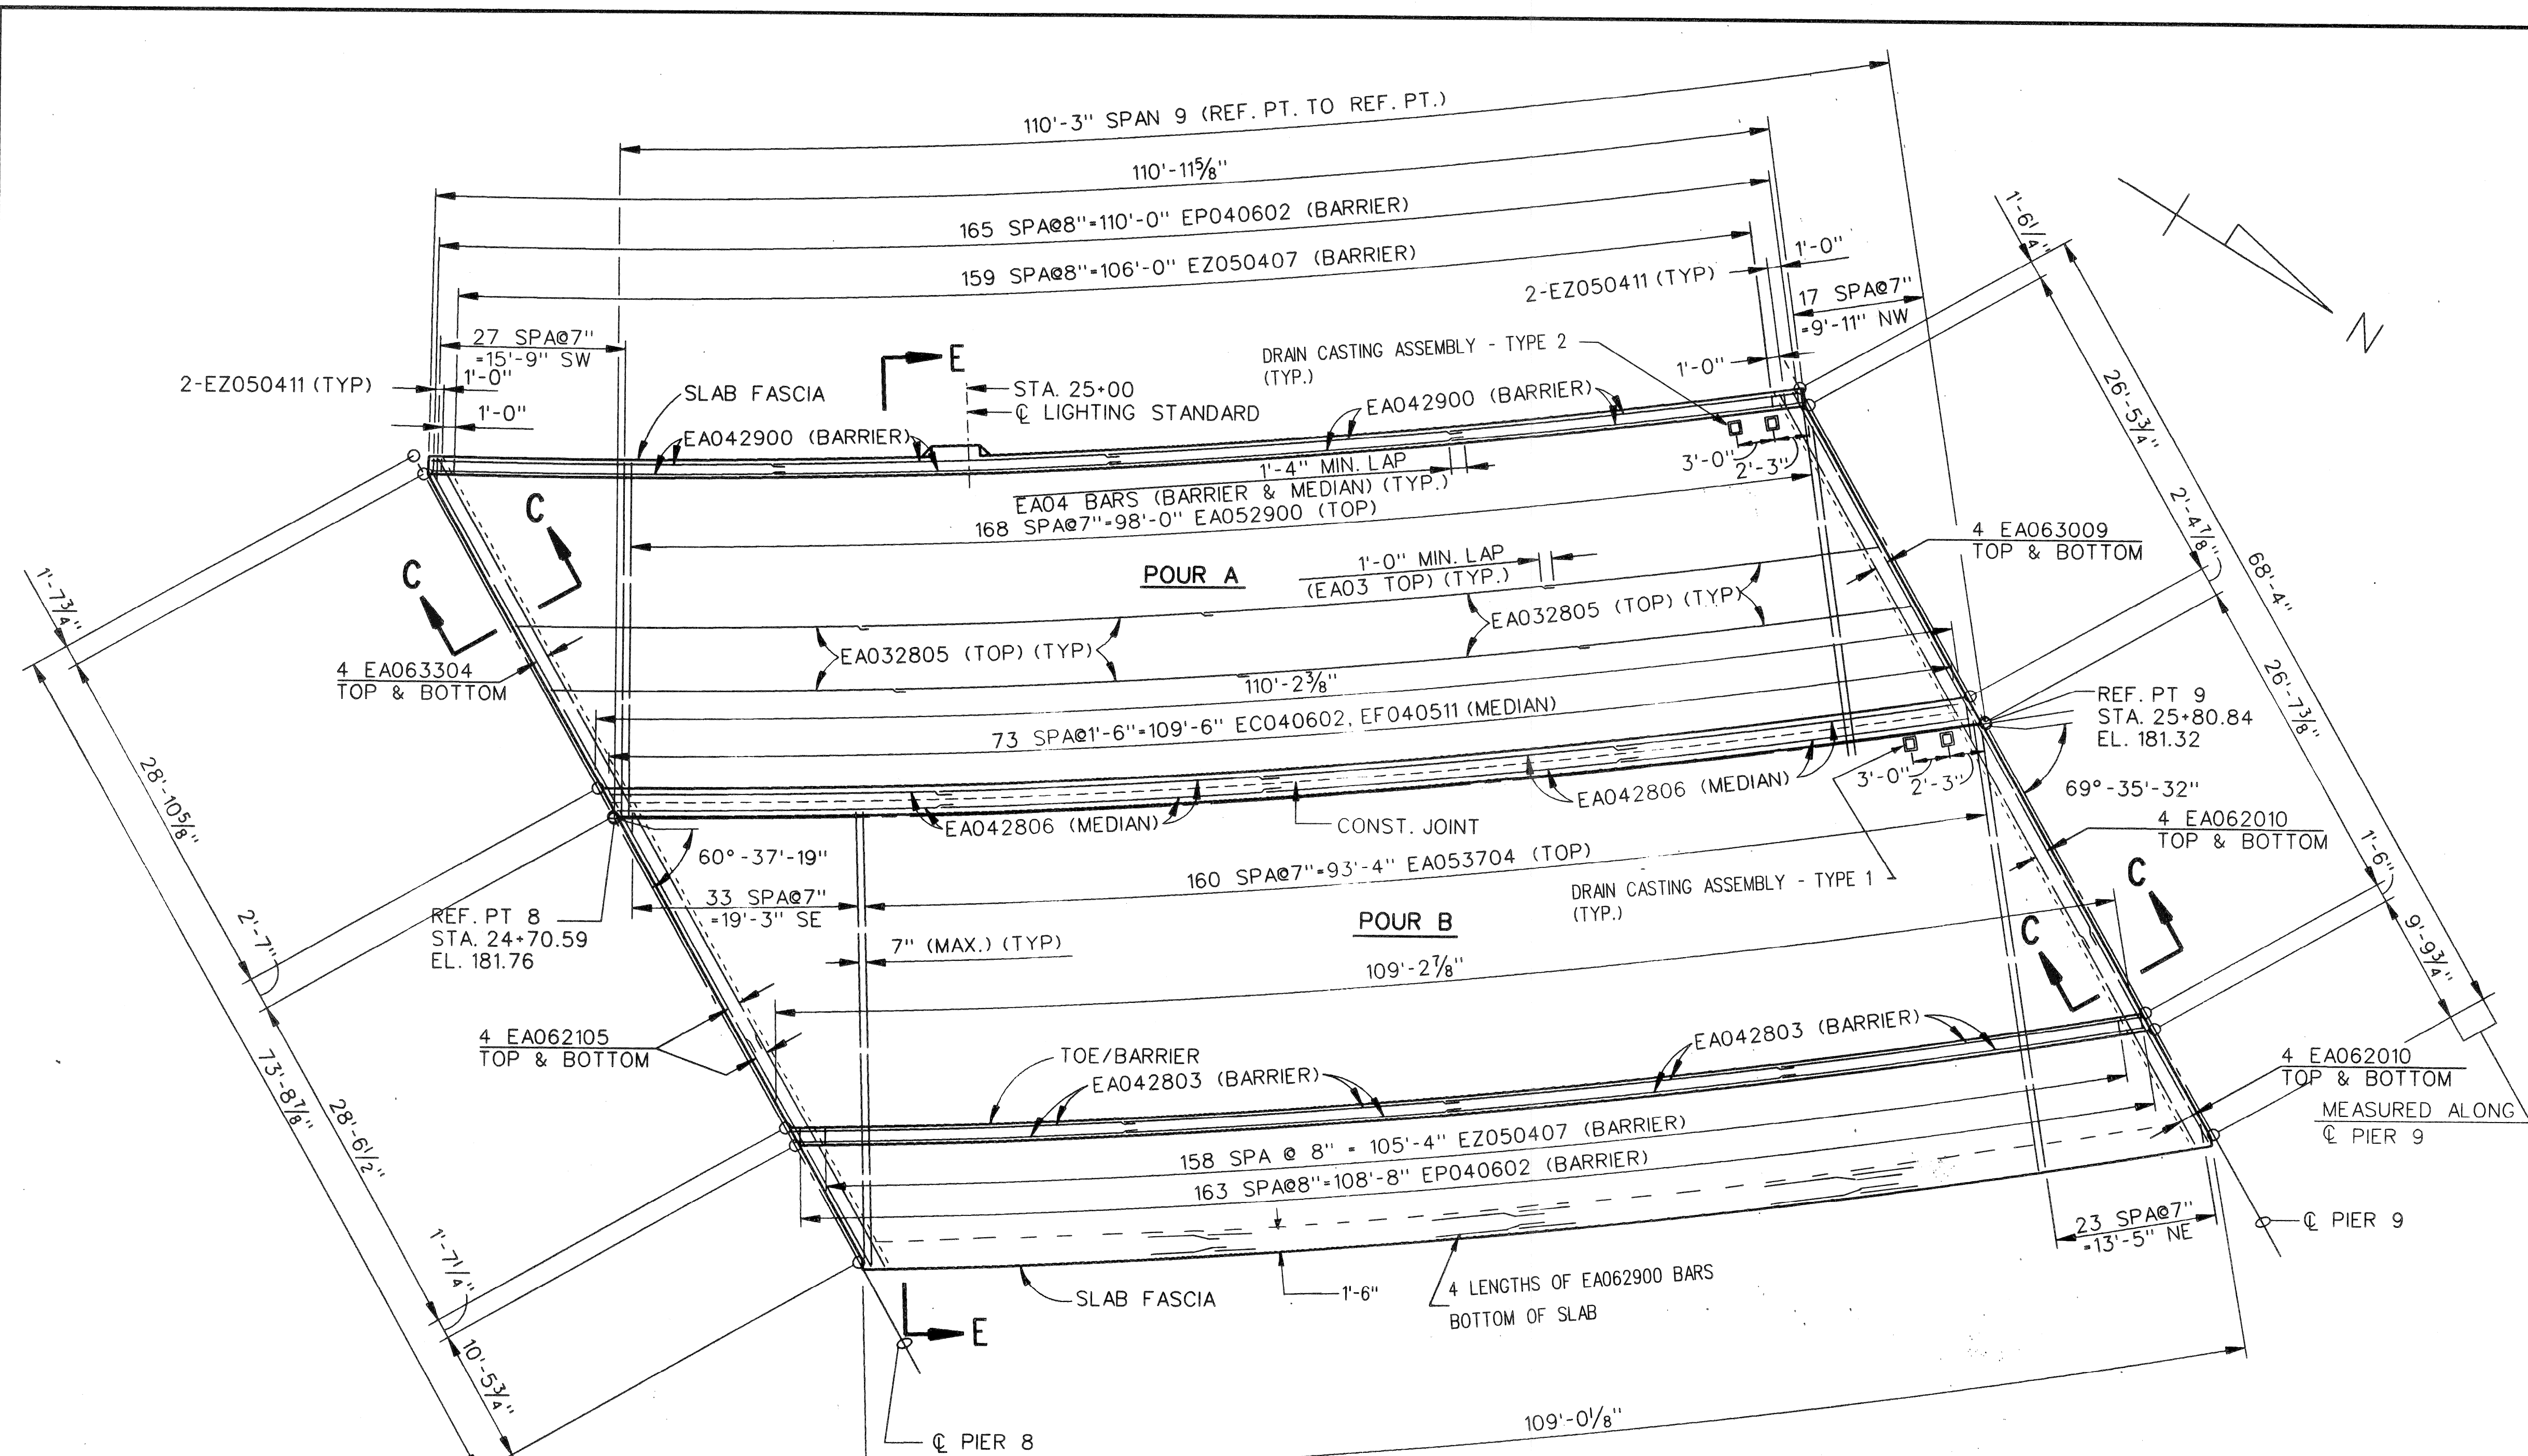 110'-3" SPAN 9 (REF. PT. TO REF. PT.)
110'-11⅝"
165 SPA@8"=110'-0" EP040602 (BARRIER)
159 SPA@8"=106'-0" EZ050407 (BARRIER)
1'-0"
2-EZ050411 (TYP)
17 SPA@7"
=9'-11" NW
1'-6¼"
N
27 SPA@7"
=15'-9" SW
2-EZ050411 (TYP)
1'-0"
1'-0"
SLAB FASCIA
E
STA. 25+00
℄ LIGHTING STANDARD
DRAIN CASTING ASSEMBLY - TYPE 2
(TYP.)
1'-0"
EA042900 (BARRIER)
EA042900 (BARRIER)
26'-5¾"
3'-0"
2'-3"
1'-4" MIN. LAP
EA04 BARS (BARRIER & MEDIAN) (TYP.)
168 SPA@7"=98'-0" EA052900 (TOP)
C
C
2'-4⅞"
68'-4"
4 EA063009
TOP & BOTTOM
POUR A
1'-0" MIN. LAP
(EA03 TOP) (TYP.)
1'-7¾"
EA032805 (TOP) (TYP)
EA032805 (TOP) (TYP)
4 EA063304
TOP & BOTTOM
26'-7⅜"
110'-2⅜"
73 SPA@1'-6"=109'-6" EC040602, EF040511 (MEDIAN)
REF. PT 9
STA. 25+80.84
EL. 181.32
3'-0"
2'-3"
69°-35'-32"
28'-10⅝"
EA042806 (MEDIAN)
EA042806 (MEDIAN)
CONST. JOINT
4 EA062010
TOP & BOTTOM
60°-37'-19"
160 SPA@7"=93'-4" EA053704 (TOP)
DRAIN CASTING ASSEMBLY - TYPE 1
(TYP.)
1'-6"
33 SPA@7"
=19'-3" SE
REF. PT 8
STA. 24+70.59
EL. 181.76
2'-7"
7" (MAX.) (TYP)
POUR B
C
C
9'-9¾"
109'-2⅞"
4 EA062105
TOP & BOTTOM
TOE/BARRIER
EA042803 (BARRIER)
EA042803 (BARRIER)
73'-8⅞"
28'-6½"
4 EA062010
TOP & BOTTOM
MEASURED ALONG
℄ PIER 9
158 SPA @ 8" = 105'-4" EZ050407 (BARRIER)
163 SPA@8"=108'-8" EP040602 (BARRIER)
1'-7¼"
23 SPA@7"
=13'-5" NE
℄ PIER 9
SLAB FASCIA
1'-6"
4 LENGTHS OF EA062900 BARS
BOTTOM OF SLAB
E
10'-5¾"
109'-0⅛"
℄ PIER 8